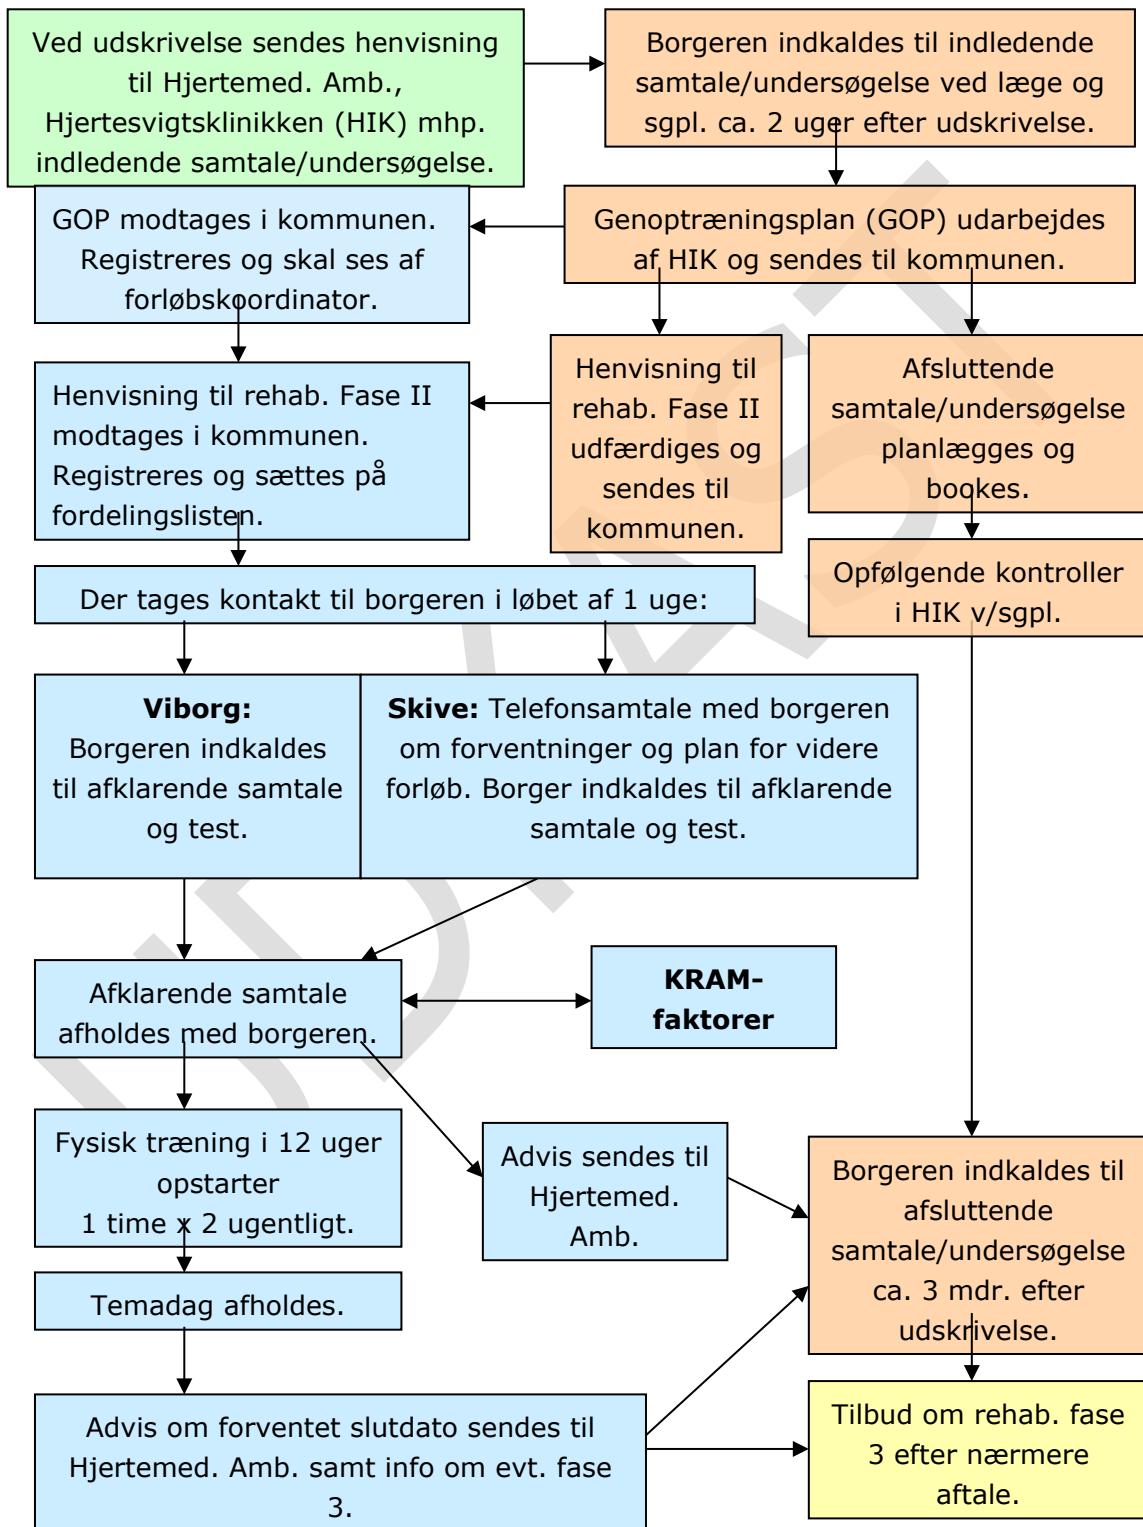 Ved udskrivelse sendes henvisning
til Hjertemed. Amb.,
Hjertesvigtsklinikken (HIK) mhp.
indledende samtale/undersøgelse.
Borgeren indkaldes til indledende
samtale/undersøgelse ved læge og
sgpl. ca. 2 uger efter udskrivelse.
GOP modtages i kommunen.
Registreres og skal ses af
forløbskoordinator.
Genoptræningsplan (GOP) udarbejdes
af HIK og sendes til kommunen.
Henvisning til rehab. Fase II
modtages i kommunen.
Registreres og sættes på
fordelingslisten.
Henvisning til
rehab. Fase II
udfærdiges og
sendes til
kommunen.
Afsluttende
samtale/undersøgelse
planlægges og
bookes.
Opfølgende kontroller
i HIK v/sgpl.
Der tages kontakt til borgeren i løbet af 1 uge:
Viborg:
Borgeren indkaldes
til afklarende samtale
og test.
Skive: Telefonsamtale med borgeren
om forventninger og plan for videre
forløb. Borger indkaldes til afklarende
samtale og test.
Afklarende samtale
afholdes med borgeren.
KRAM-
faktorer
Fysisk træning i 12 uger
opstarter
1 time x 2 ugentligt.
Advis sendes til
Hjertemed.
Amb.
Borgeren indkaldes til
afsluttende
samtale/undersøgelse
ca. 3 mdr. efter
udskrivelse.
Temadag afholdes.
Advis om forventet slutdato sendes til
Hjertemed. Amb. samt info om evt. fase
3.
Tilbud om rehab. fase
3 efter nærmere
aftale.
UDKAST